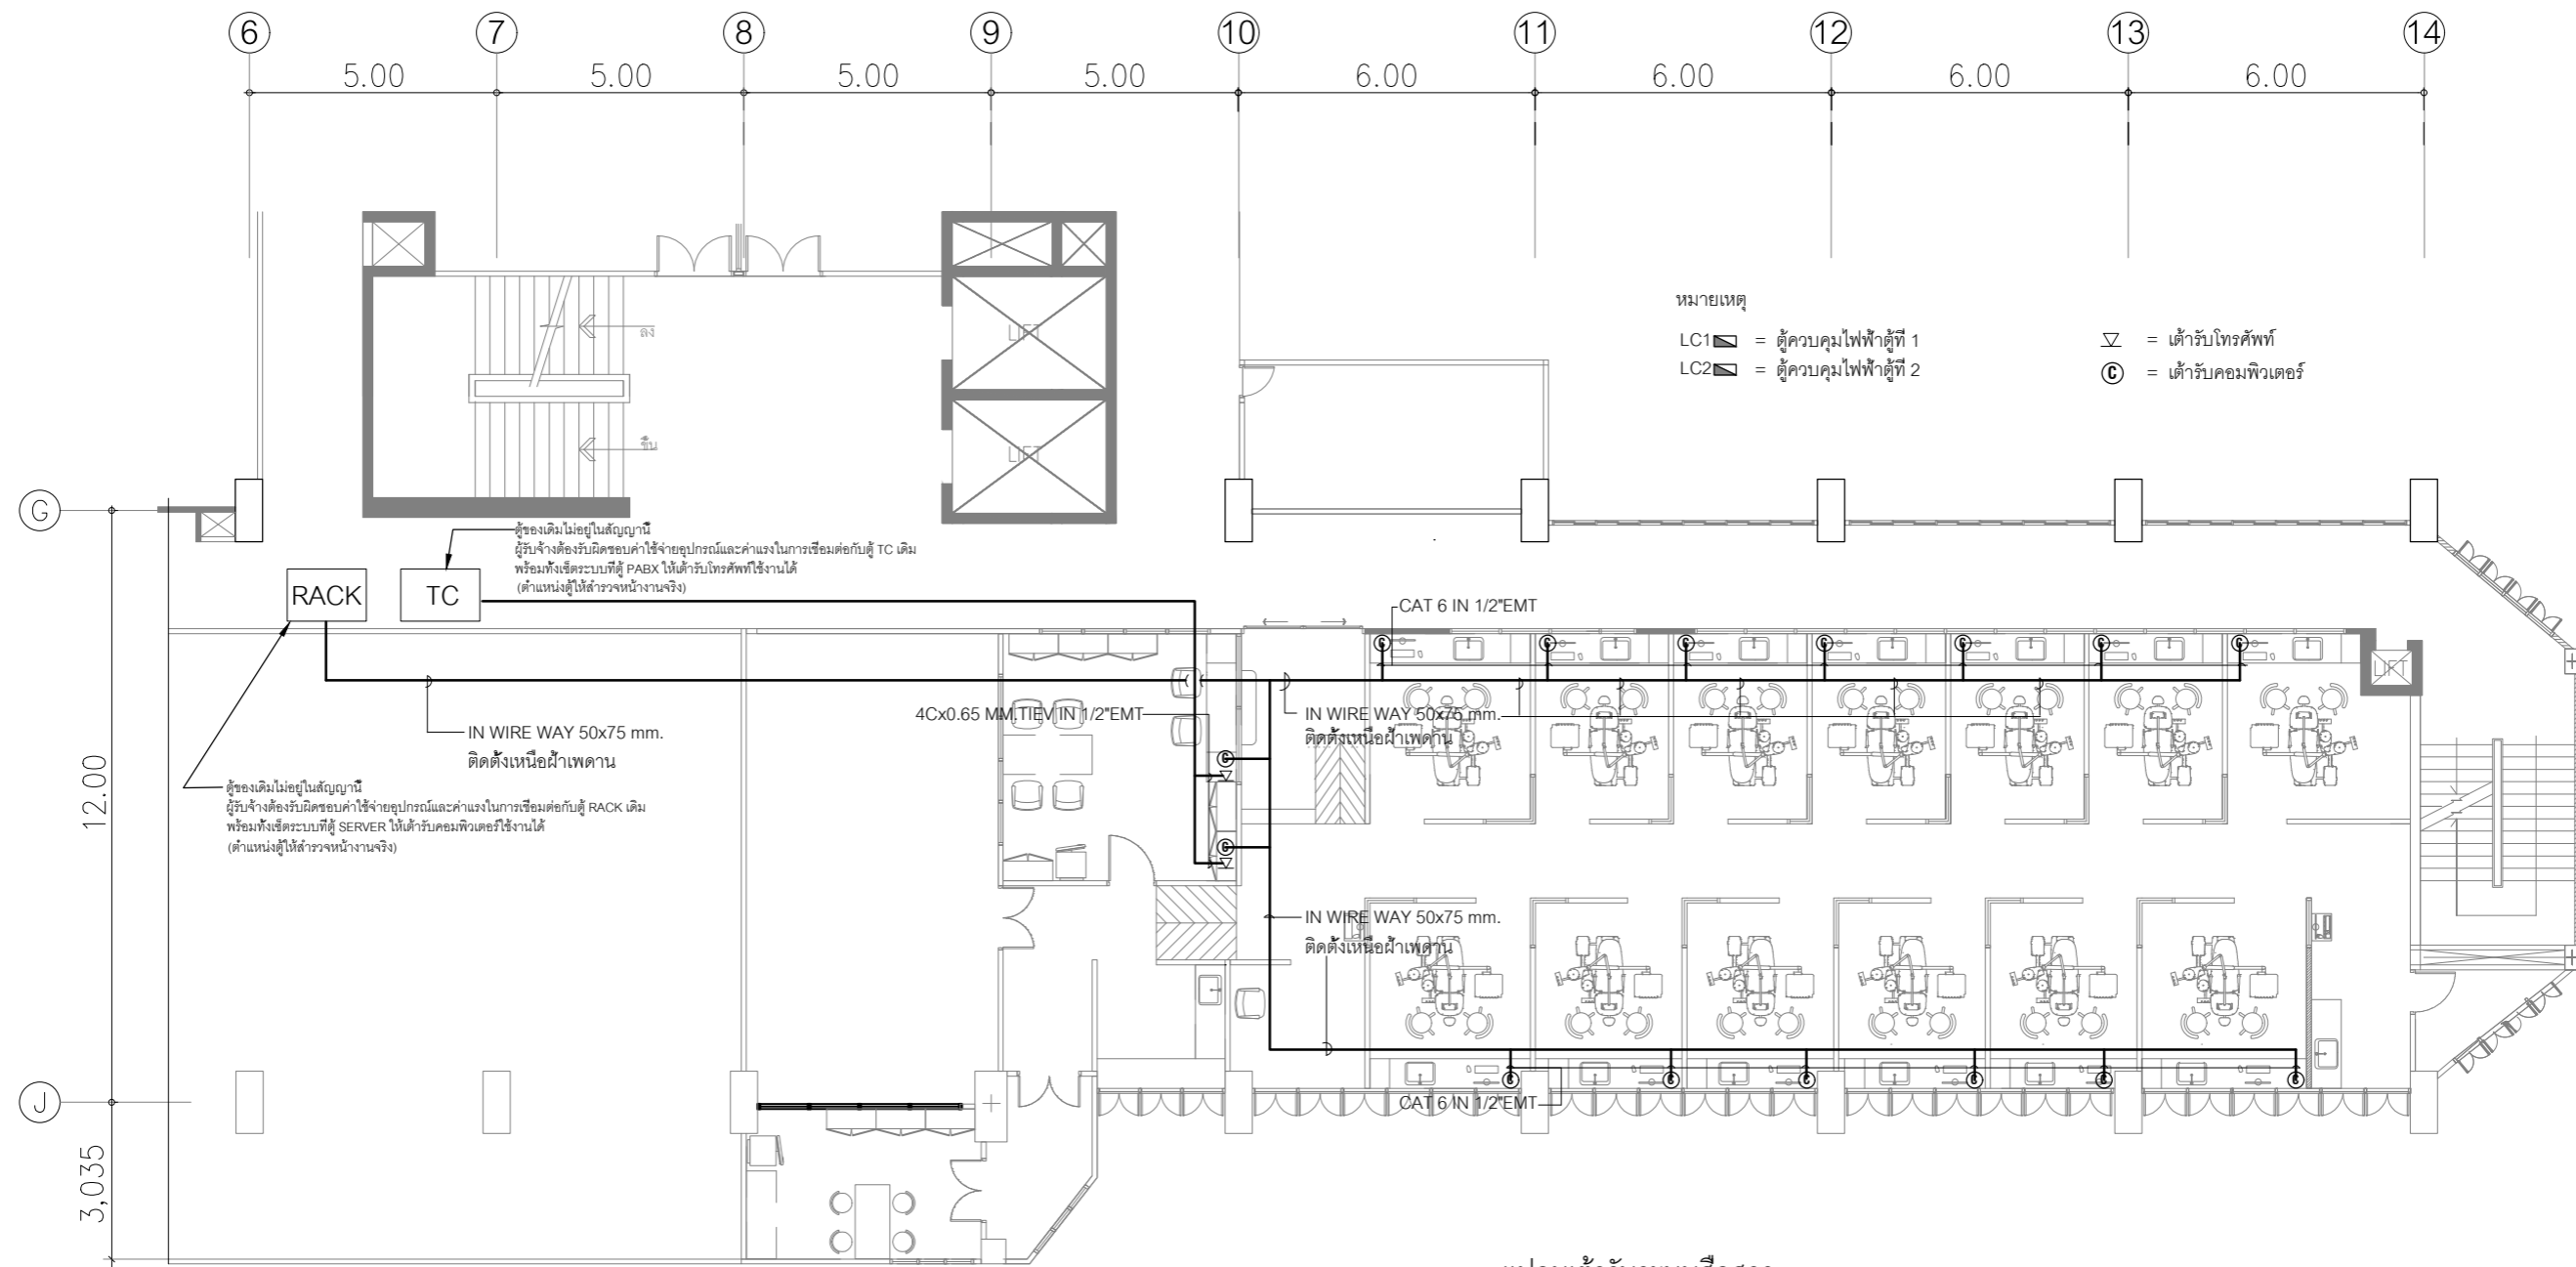 6 7 8 9 10 11 12 13 14
5.00 5.00 5.00 5.00 6.00 6.00 6.00 6.00
หมายเหตุ
LC1 = ตู้ควบคุมไฟฟ้าตู้ที่ 1
LC2 = ตู้ควบคุมไฟฟ้าตู้ที่ 2
= เต้ารับโทรศัพท์
C = เต้ารับคอมพิวเตอร์
ลง
ขึ้น
LIFT
LIFT
G
ตู้ของเดิมไม่อยู่ในสัญญานี้
ผู้รับจ้างต้องรับผิดชอบค่าใช้จ่ายอุปกรณ์และค่าแรงในการเชื่อมต่อกับตู้ TC เดิม
พร้อมทั้งเซ็ตระบบที่ตู้ PABX ให้เต้ารับโทรศัพท์ใช้งานได้
(ตำแหน่งตู้ให้สำรวจหน้างานจริง)
RACK
TC
CAT 6 IN 1/2"EMT
C C C C C C C
LIFT
4Cx0.65 MM.TIEV IN 1/2"EMT
IN WIRE WAY 50x75 mm.
ติดตั้งเหนือฝ้าเพดาน
IN WIRE WAY 50x75 mm.
ติดตั้งเหนือฝ้าเพดาน
C
C
12.00
ตู้ของเดิมไม่อยู่ในสัญญานี้
ผู้รับจ้างต้องรับผิดชอบค่าใช้จ่ายอุปกรณ์และค่าแรงในการเชื่อมต่อกับตู้ RACK เดิม
พร้อมทั้งเซ็ตระบบที่ตู้ SERVER ให้เต้ารับคอมพิวเตอร์ใช้งานได้
(ตำแหน่งตู้ให้สำรวจหน้างานจริง)
IN WIRE WAY 50x75 mm.
ติดตั้งเหนือฝ้าเพดาน
C C C C C C
CAT 6 IN 1/2"EMT
J
3,035